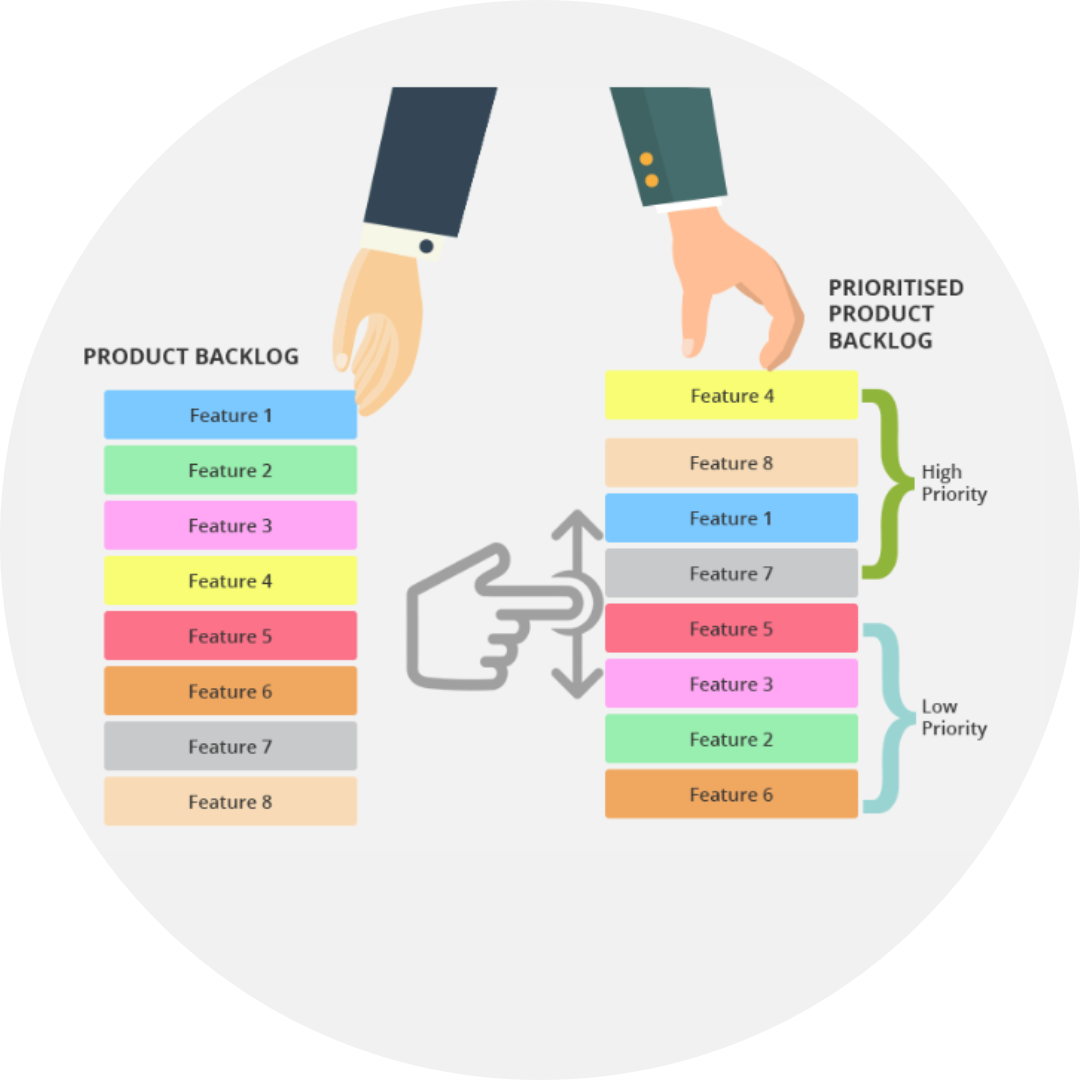 PRODUCT BACKLOG
Feature 1
Feature 2
Feature 3
Feature 4
Feature 5
Feature 6
Feature 7
Feature 8
PRIORITISED
PRODUCT
BACKLOG
Feature 4
Feature 8
Feature 1
Feature 7
Feature 5
Feature 3
Feature 2
Feature 6
High
Priority
Low
Priority